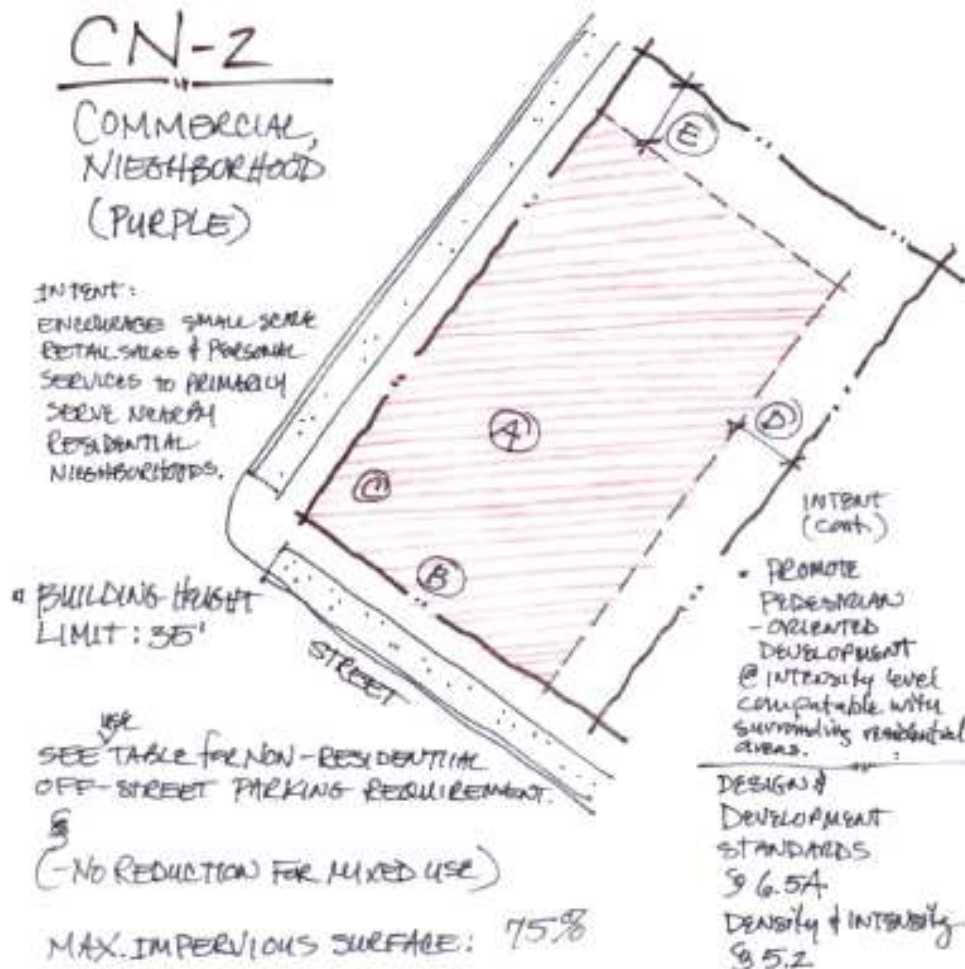 CN-2
COMMERCIAL,
NIEGHBORHOOD
(PURPLE)
INTENT:
ENCOURAGE SMALL SCALE
RETAIL SALES & PERSONAL
SERVICES to PRIMARILY
SERVE NEARBY
RESIDENTIAL
NIEGHBORHOODS.
E
A
D
C
B
BUILDING HEIGHT
LIMIT: 35'
STREET
INTENT
(cont.)
• PROMOTE
PEDESTRIAN
-ORIENTED
DEVELOPMENT
@ INTENSITY level
compatable with
surrounding residential
areas.
use
SEE TABLE for NON-RESIDENTIAL
OFF-STREET PARKING REQUIREMENT.
§
(-NO REDUCTION FOR MIXED USE)
MAX. IMPERVIOUS SURFACE: 75%
DESIGN &
DEVELOPMENT
STANDARDS
§ 6.5A
DENSITY & INTENSITY
§ 5.2